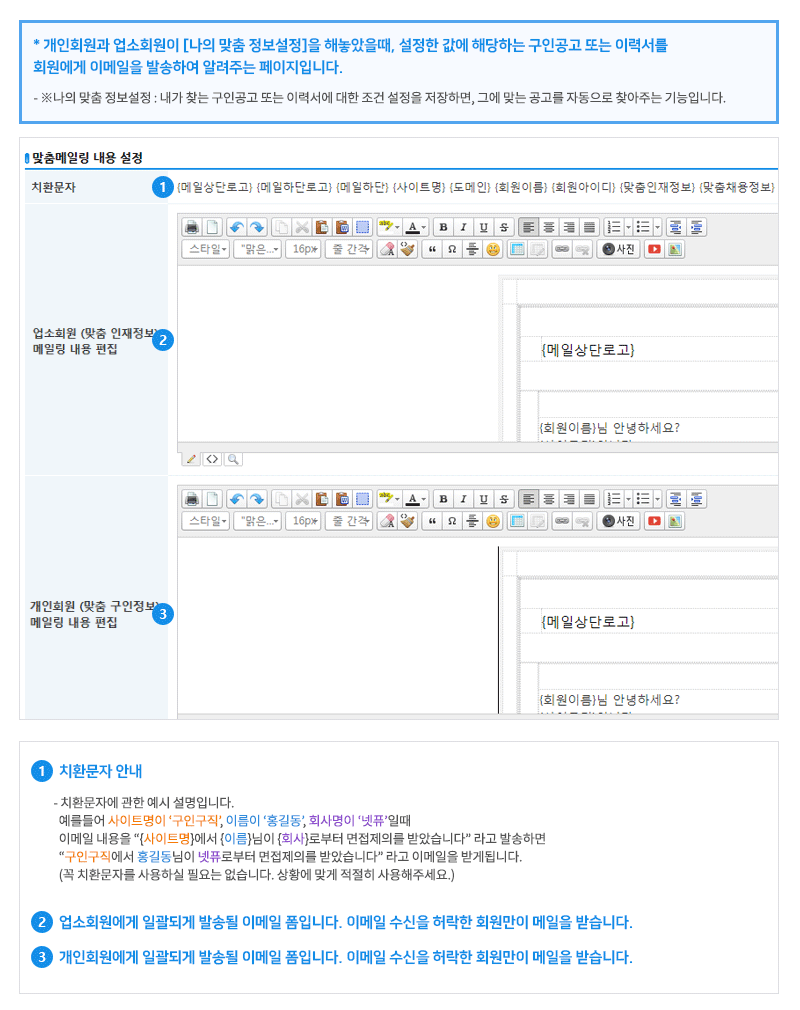 * 개인회원과 업소회원이 [나의 맞춤 정보설정]을 해놓았을때, 설정한 값에 해당하는 구인공고 또는 이력서를
회원에게 이메일을 발송하여 알려주는 페이지입니다.
- ※나의 맞춤 정보설정 : 내가 찾는 구인공고 또는 이력서에 대한 조건 설정을 저장하면, 그에 맞는 공고를 자동으로 찾아주는 기능입니다.
맞춤메일링 내용 설정
치환문자 1 {메일상단로고} {메일하단로고} {메일하단} {사이트명} {도메인} {회원이름} {회원아이디} {맞춤인재정보} {맞춤채용정보}
가 B I U S
스타일 "맑은... 16px 줄 간격 “ Ω 사진
업소회원 (맞춤 인재정보)
메일링 내용 편집
2
{메일상단로고}
{회원이름}님 안녕하세요?
B I U S
스타일 "맑은... 16px 줄 간격 “ Ω 사진
개인회원 (맞춤 구인정보)
메일링 내용 편집
3
{메일상단로고}
{회원이름}님 안녕하세요?
1 치환문자 안내
- 치환문자에 관한 예시 설명입니다.
예를들어 사이트명이 ‘구인구직’, 이름이 ‘홍길동’, 회사명이 ‘넷퓨’일때
이메일 내용을 “{사이트명}에서 {이름}님이 {회사}로부터 면접제의를 받았습니다” 라고 발송하면
“구인구직에서 홍길동님이 넷퓨로부터 면접제의를 받았습니다” 라고 이메일을 받게됩니다.
(꼭 치환문자를 사용하실 필요는 없습니다. 상황에 맞게 적절히 사용해주세요.)
2 업소회원에게 일괄되게 발송될 이메일 폼입니다. 이메일 수신을 허락한 회원만이 메일을 받습니다.
3 개인회원에게 일괄되게 발송될 이메일 폼입니다. 이메일 수신을 허락한 회원만이 메일을 받습니다.